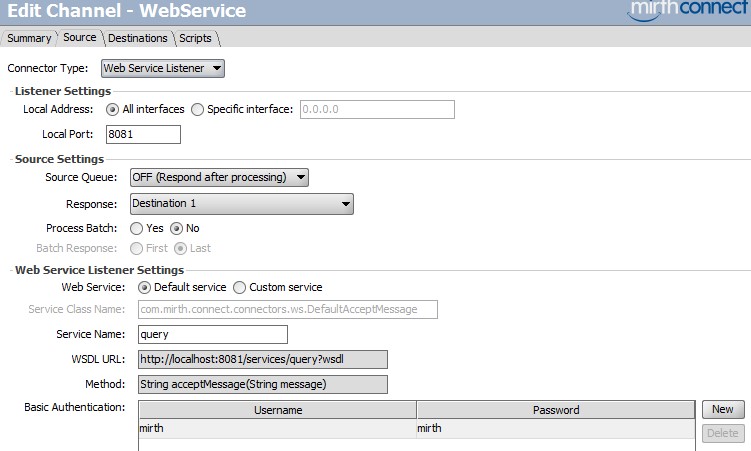 Edit Channel - WebService
mirthconnect
Summary Source Destinations Scripts
Connector Type: Web Service Listener
Listener Settings
Local Address: All interfaces Specific interface: 0.0.0.0
Local Port: 8081
Source Settings
Source Queue: OFF (Respond after processing)
Response: Destination 1
Process Batch: Yes No
Batch Response: First Last
Web Service Listener Settings
Web Service: Default service Custom service
Service Class Name: com.mirth.connect.connectors.ws.DefaultAcceptMessage
Service Name: query
WSDL URL: http://localhost:8081/services/query?wsdl
Method: String acceptMessage(String message)
Basic Authentication: Username Password New
mirth mirth Delete